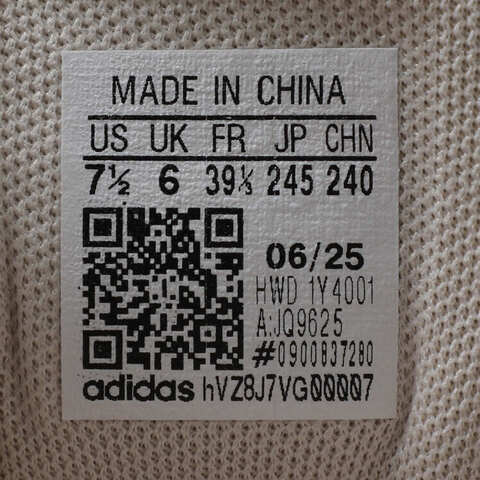 MADE IN CHINA
US UK FR JP CHN
7½ 6 39⅓ 245 240
06/25
HWD 1Y4001
A:JQ9625
#0900837280
adidas hVZ8J7VG00007